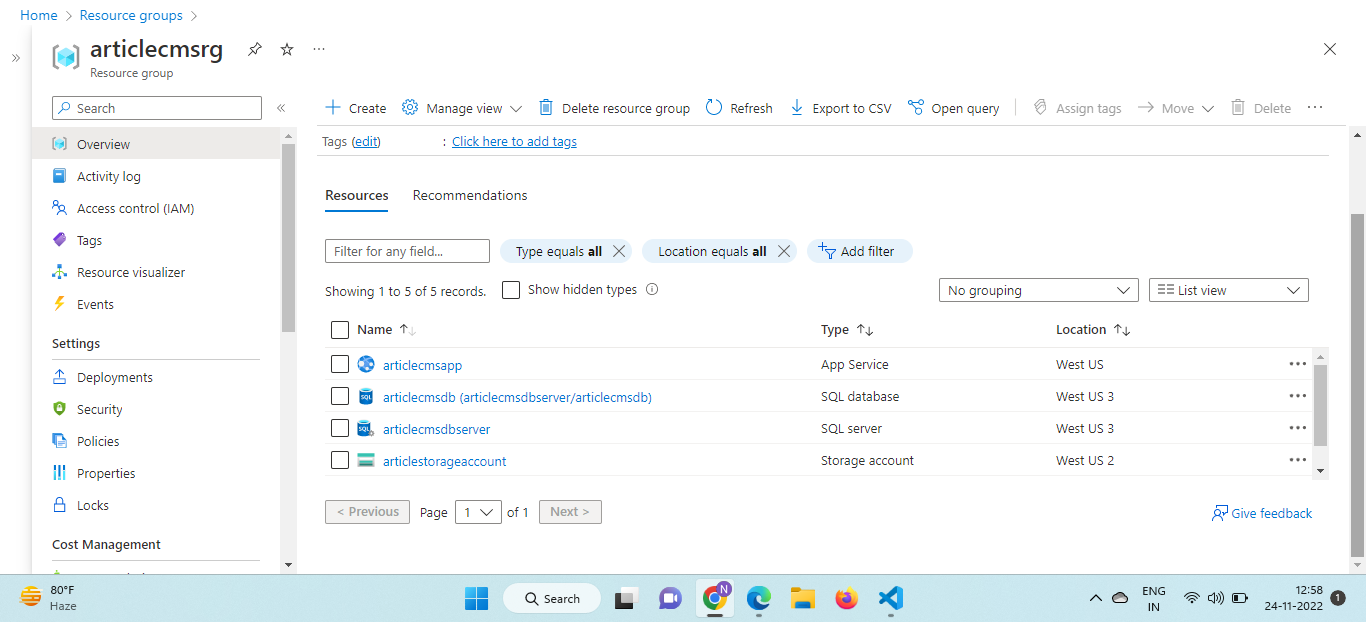 Home > Resource groups >
articlecmsrg
Resource group
Search
Overview
Activity log
Access control (IAM)
Tags
Resource visualizer
Events
Settings
Deployments
Security
Policies
Properties
Locks
Cost Management
Create Manage view Delete resource group Refresh Export to CSV Open query Assign tags Move Delete
Tags (edit) : Click here to add tags
Resources Recommendations
Filter for any field... Type equals all Location equals all Add filter
Showing 1 to 5 of 5 records. Show hidden types No grouping List view
Name Type Location
articlecmsapp App Service West US
articlecmsdb (articlecmsdbserver/articlecmsdb) SQL database West US 3
articlecmsdbserver SQL server West US 3
articlestorageaccount Storage account West US 2
< Previous Page 1 of 1 Next >
Give feedback
80°F
Haze
Search
N
ENG
IN
12:58
24-11-2022
1